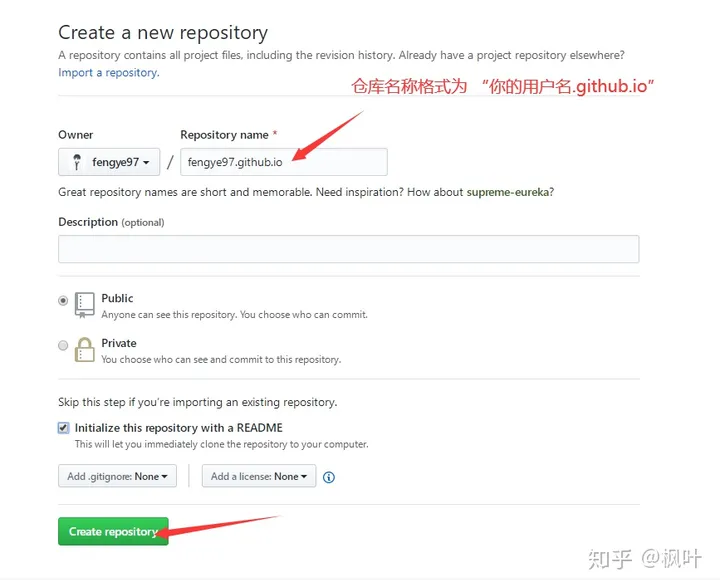 Create a new repository
A repository contains all project files, including the revision history. Already have a project repository elsewhere?
Import a repository.
仓库名称格式为 “你的用户名.github.io”
Owner
Repository name *
fengye97
/
fengye97.github.io
Great repository names are short and memorable. Need inspiration? How about supreme-eureka?
Description (optional)
Public
Anyone can see this repository. You choose who can commit.
Private
You choose who can see and commit to this repository.
Skip this step if you're importing an existing repository.
Initialize this repository with a README
This will let you immediately clone the repository to your computer.
Add .gitignore: None
Add a license: None
Create repository
知乎 @枫叶